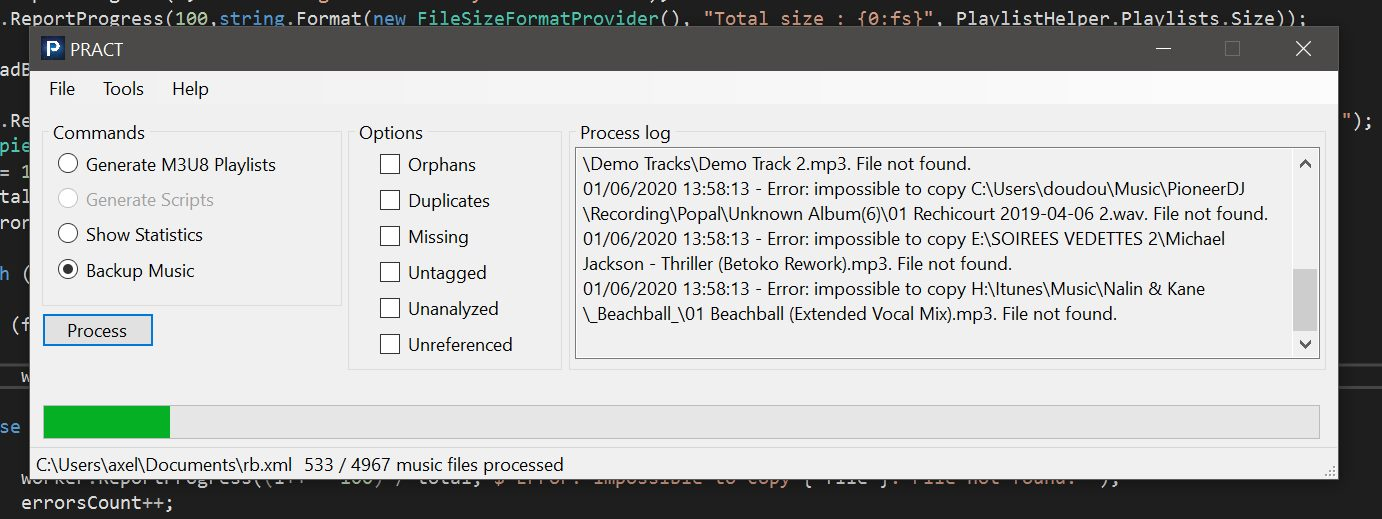 .ReportProgress(100,string.Format(new FileSizeFormatProvider(), "Total size : {0:fs}", PlaylistHelper.Playlists.Size));
P PRACT
File Tools Help
Commands
Generate M3U8 Playlists
Generate Scripts
Show Statistics
Backup Music
Process
Options
Orphans
Duplicates
Missing
Untagged
Unanalyzed
Unreferenced
Process log
\Demo Tracks\Demo Track 2.mp3. File not found.
01/06/2020 13:58:13 - Error: impossible to copy C:\Users\doudou\Music\PioneerDJ
\Recording\Popal\Unknown Album(6)\01 Rechicourt 2019-04-06 2.wav. File not found.
01/06/2020 13:58:13 - Error: impossible to copy E:\SOIREES VEDETTES 2\Michael
Jackson - Thriller (Betoko Rework).mp3. File not found.
01/06/2020 13:58:13 - Error: impossible to copy H:\Itunes\Music\Nalin & Kane
\_Beachball_\01 Beachball (Extended Vocal Mix).mp3. File not found.
C:\Users\axel\Documents\rb.xml 533 / 4967 music files processed
errorsCount++;